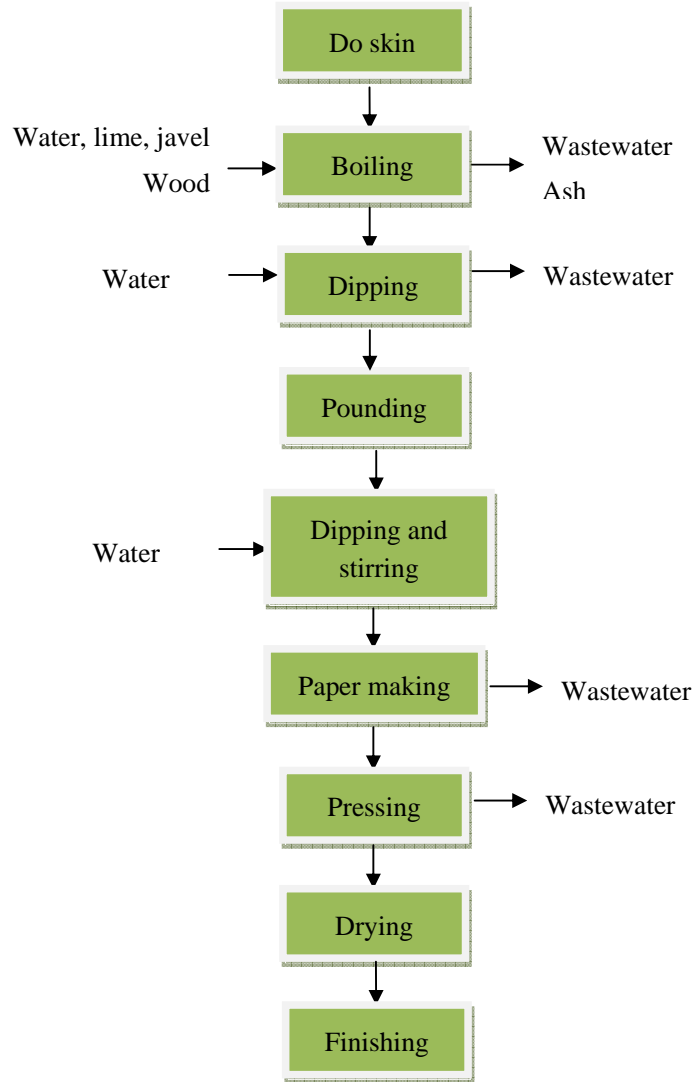 Do skin
Water, lime, javel
Wood
Boiling
Wastewater
Ash
Water
Dipping
Wastewater
Pounding
Water
Dipping and
stirring
Paper making
Wastewater
Pressing
Wastewater
Drying
Finishing